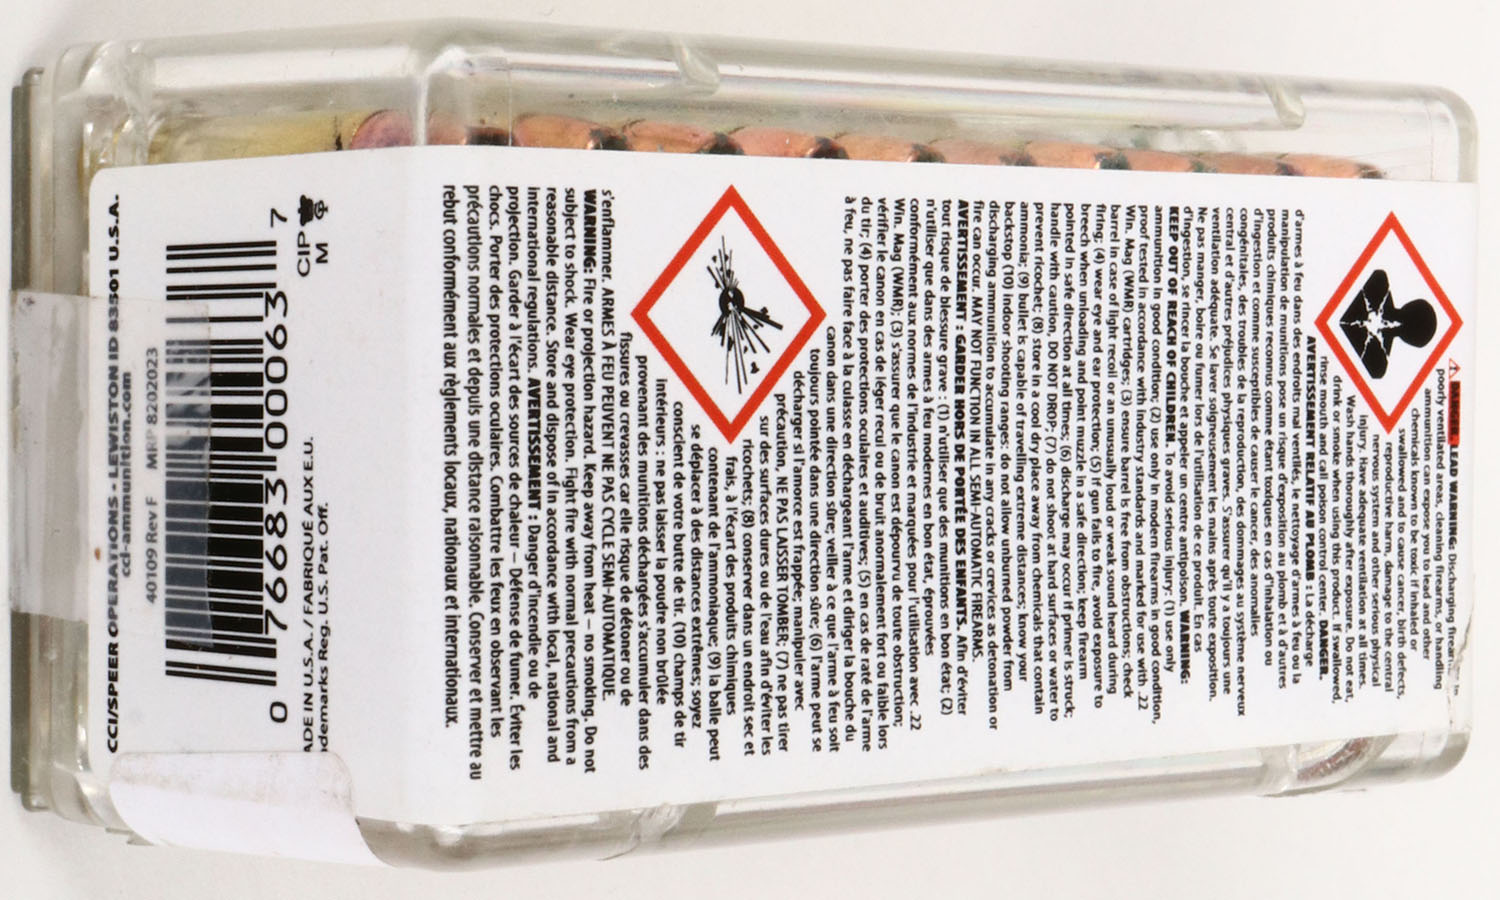 DANGER. LEAD WARNING: Discharging firearms in
poorly ventilated areas, cleaning firearms, or handling
ammunition can expose you to lead and other
chemicals known to be toxic if inhaled or
swallowed and to cause cancer, birth defects,
reproductive harm, damage to the central
nervous system and other serious physical
injury. Have adequate ventilation at all times.
Wash hands thoroughly after exposure. Do not eat,
drink or smoke when using this product. If swallowed,
rinse mouth and call poison control center. DANGER.
AVERTISSEMENT RELATIF AU PLOMB : La décharge
d'armes à feu dans des endroits mal ventilés, le nettoyage d'armes à feu ou la
manipulation de munitions pose un risque d'exposition au plomb et à d'autres
produits chimiques reconnus comme étant toxiques en cas d'inhalation ou
d'ingestion et comme susceptibles de causer le cancer, des anomalies
congénitales, des troubles de la reproduction, des dommages au système nerveux
central et d'autres préjudices physiques graves. S'assurer qu'il y a toujours une
ventilation adéquate. Se laver soigneusement les mains après toute exposition.
Ne pas manger, boire ou fumer lors de l'utilisation de ce produit. En cas
d'ingestion, se rincer la bouche et appeler un centre antipoison. WARNING:
KEEP OUT OF REACH OF CHILDREN. To avoid serious injury: (1) use only
ammunition in good condition; (2) use only in modern firearms in good condition,
proof tested in accordance with industry standards and marked for use with .22
Win. Mag (WMR) cartridges; (3) ensure barrel is free from obstructions; check
barrel in case of light recoil or an unusually loud or weak sound heard during
firing; (4) wear eye and ear protection; (5) if gun fails to fire, avoid exposure to
breech when unloading and point muzzle in a safe direction; keep firearm
pointed in safe direction at all times; (6) discharge may occur if primer is struck;
handle with caution, DO NOT DROP; (7) do not shoot at hard surfaces or water to
prevent ricochet; (8) store in a cool dry place away from chemicals that contain
ammonia; (9) bullet is capable of travelling extreme distances; know your
backstop (10) indoor shooting ranges: do not allow unburned powder from
discharging ammunition to accumulate in any cracks or crevices as detonation or
fire can occur. MAY NOT FUNCTION IN ALL SEMI-AUTOMATIC FIREARMS.
AVERTISSEMENT : GARDER HORS DE PORTÉE DES ENFANTS. Afin d'éviter
tout risque de blessure grave : (1) n'utiliser que des munitions en bon état; (2)
n'utiliser que dans des armes à feu modernes en bon état, éprouvées
conformément aux normes de l'industrie et marquées pour l'utilisation avec .22
Win. Mag (WMR); (3) s'assurer que le canon est dépourvu de toute obstruction;
vérifier le canon en cas de léger recul ou de bruit anormalement fort ou faible lors
du tir; (4) porter des protections oculaires et auditives; (5) en cas de raté de l'arme
à feu, ne pas faire face à la culasse en déchargeant l'arme et diriger la bouche du
canon dans une direction sûre; veiller à ce que l'arme à feu soit
toujours pointée dans une direction sûre; (6) l'arme peut se
décharger si l'amorce est frappée; manipuler avec
précaution, NE PAS LAISSER TOMBER; (7) ne pas tirer
sur des surfaces dures ou de l'eau afin d'éviter les
ricochets; (8) conserver dans un endroit sec et
frais, à l'écart des produits chimiques
contenant de l'ammoniaque; (9) la balle peut
se déplacer à des distances extrêmes; soyez
conscient de votre butte de tir, (10) champs de tir
intérieurs : ne pas laisser la poudre non brûlée
provenant des munitions déchargées s'accumuler dans des
fissures ou crevasses car elle risque de détoner ou de
s'enflammer. ARMES À FEU PEUVENT NE PAS CYCLE SEMI-AUTOMATIQUE.
WARNING: Fire or projection hazard. Keep away from heat – no smoking. Do not
subject to shock. Wear eye protection. Fight fire with normal precautions from a
reasonable distance. Store and dispose of in accordance with local, national and
international regulations. AVERTISSEMENT : Danger d'incendie ou de
projection. Garder à l'écart des sources de chaleur – Défense de fumer. Éviter les
chocs. Porter des protections oculaires. Combattre les feux en observant les
précautions normales et depuis une distance raisonnable. Conserver et mettre au
rebut conformément aux règlements locaux, nationaux et internationaux.
CIP M
ADE IN U.S.A./ FABRIQUÉ AUX E.U.
demarks Reg. U.S. Pat. Off.
0 76683 00063 7
40109 Rev F MRP 8202023
cci-ammunition.com
CCI/SPEER OPERATIONS - LEWISTON ID 83501 U.S.A.